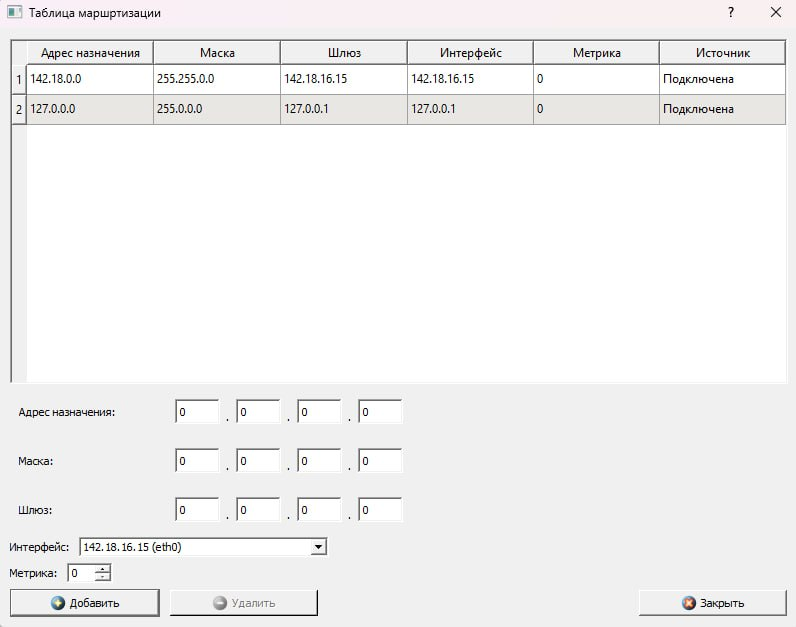 Таблица маршртизации
?
Адрес назначения Маска Шлюз Интерфейс Метрика Источник
1 142.18.0.0 255.255.0.0 142.18.16.15 142.18.16.15 0 Подключена
2 127.0.0.0 255.0.0.0 127.0.0.1 127.0.0.1 0 Подключена
Адрес назначения: 0 . 0 . 0 . 0
Маска: 0 . 0 . 0 . 0
Шлюз: 0 . 0 . 0 . 0
Интерфейс: 142.18.16.15 (eth0)
Метрика: 0
Добавить Удалить Закрыть